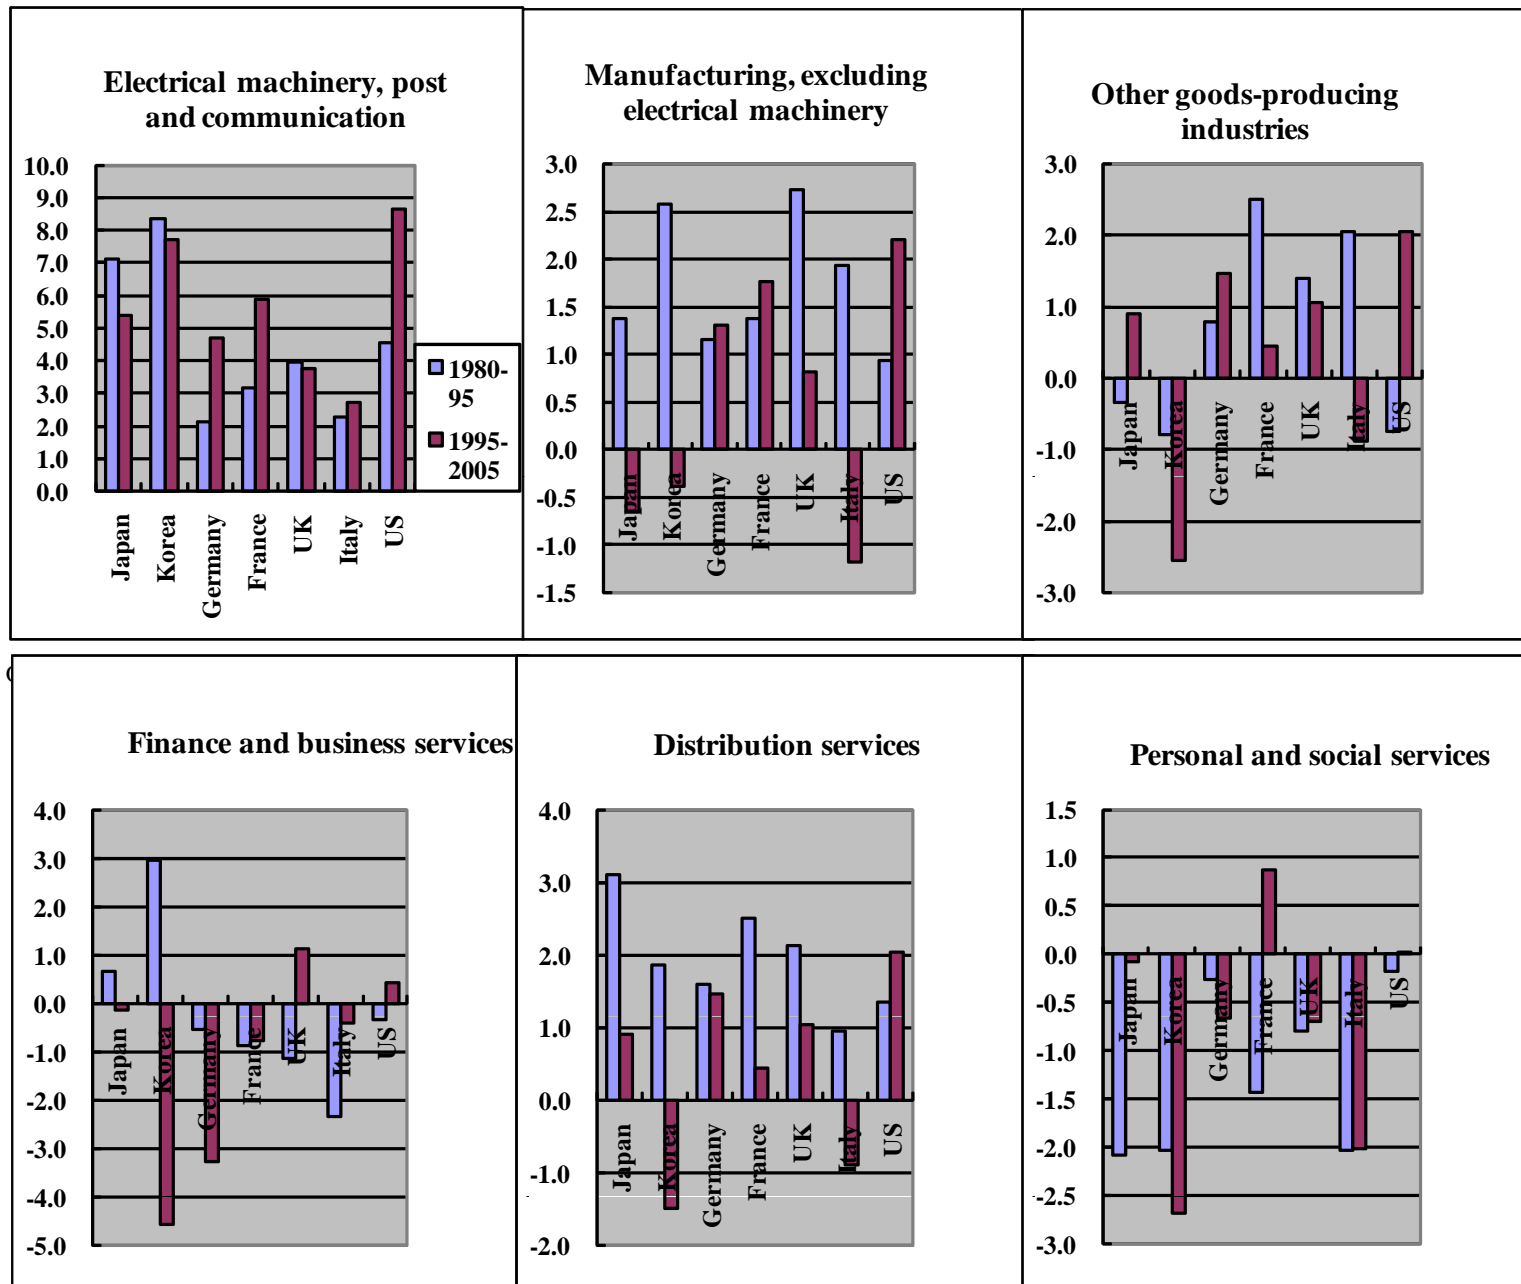 Electrical machinery, post
and communication
10.0
9.0
8.0
7.0
6.0
5.0
4.0
3.0
2.0
1.0
0.0
Japan
Korea
Germany
France
UK
Italy
US
1980-
95
1995-
2005
Manufacturing, excluding
electrical machinery
3.0
2.5
2.0
1.5
1.0
0.5
0.0
-0.5
-1.0
-1.5
Japan
Korea
Germany
France
UK
Italy
US
Other goods-producing
industries
3.0
2.0
1.0
0.0
-1.0
-2.0
-3.0
Japan
Korea
Germany
France
UK
Italy
US
Finance and business services
4.0
3.0
2.0
1.0
0.0
-1.0
-2.0
-3.0
-4.0
-5.0
Japan
Korea
Germany
France
UK
Italy
US
Distribution services
4.0
3.0
2.0
1.0
0.0
-1.0
-2.0
Japan
Korea
Germany
France
UK
Italy
US
Personal and social services
1.5
1.0
0.5
0.0
-0.5
-1.0
-1.5
-2.0
-2.5
-3.0
Japan
Korea
Germany
France
UK
Italy
US